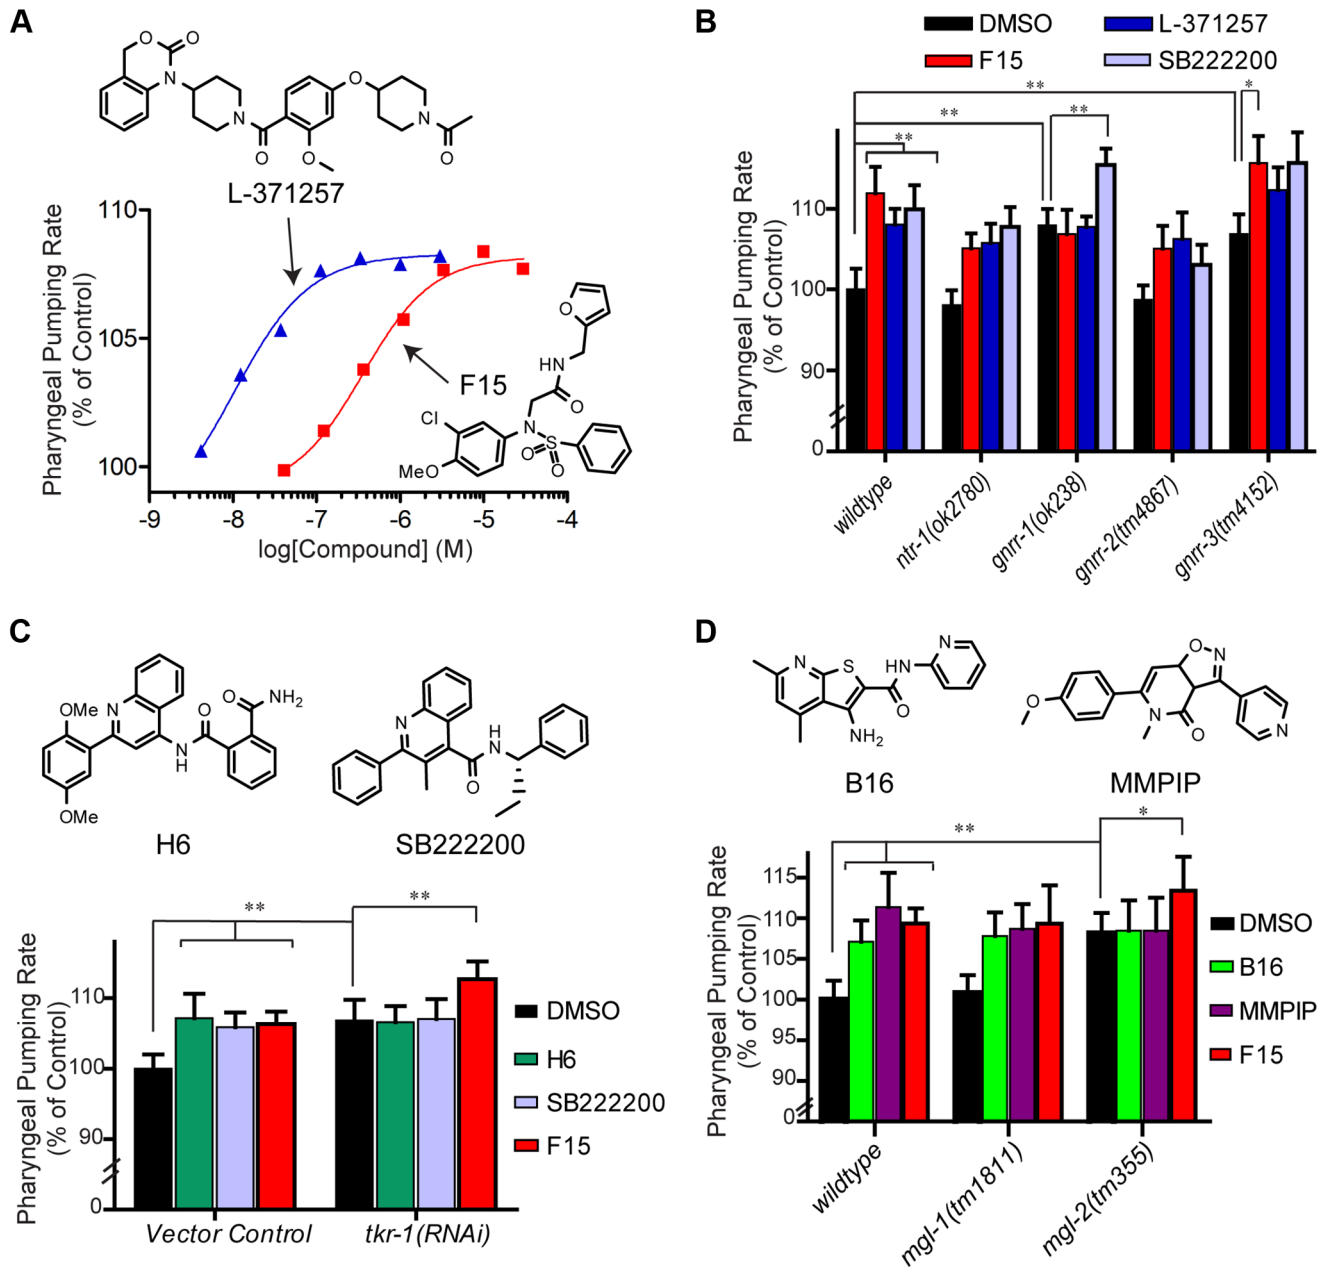 A
O
O
N
N
O
O
O
N
O
L-371257
Pharyngeal Pumping Rate
(% of Control)
110
105
100
-9
-8
-7
-6
-5
-4
log[Compound] (M)
F15
O
HN
O
N
Cl
MeO
S
O
O
B
DMSO
F15
L-371257
SB222200
**
**
**
**
*
Pharyngeal Pumping Rate
(% of Control)
110
100
90
0
wildtype
ntr-1(ok2780)
gnrr-1(ok238)
gnrr-2(tm4867)
gnrr-3(tm4152)
C
OMe
N
O
O
NH2
N
H
OMe
H6
N
H
N
O
SB222200
**
**
Pharyngeal Pumping Rate
(% of Control)
110
100
90
0
Vector Control
tkr-1(RNAi)
DMSO
H6
SB222200
F15
D
N
S
HN
N
O
NH2
B16
O
N
O
N
O
N
MMPIP
**
*
Pharyngeal Pumping Rate
(% of Control)
115
110
105
100
95
90
0
wildtype
mgl-1(tm1811)
mgl-2(tm355)
DMSO
B16
MMPIP
F15